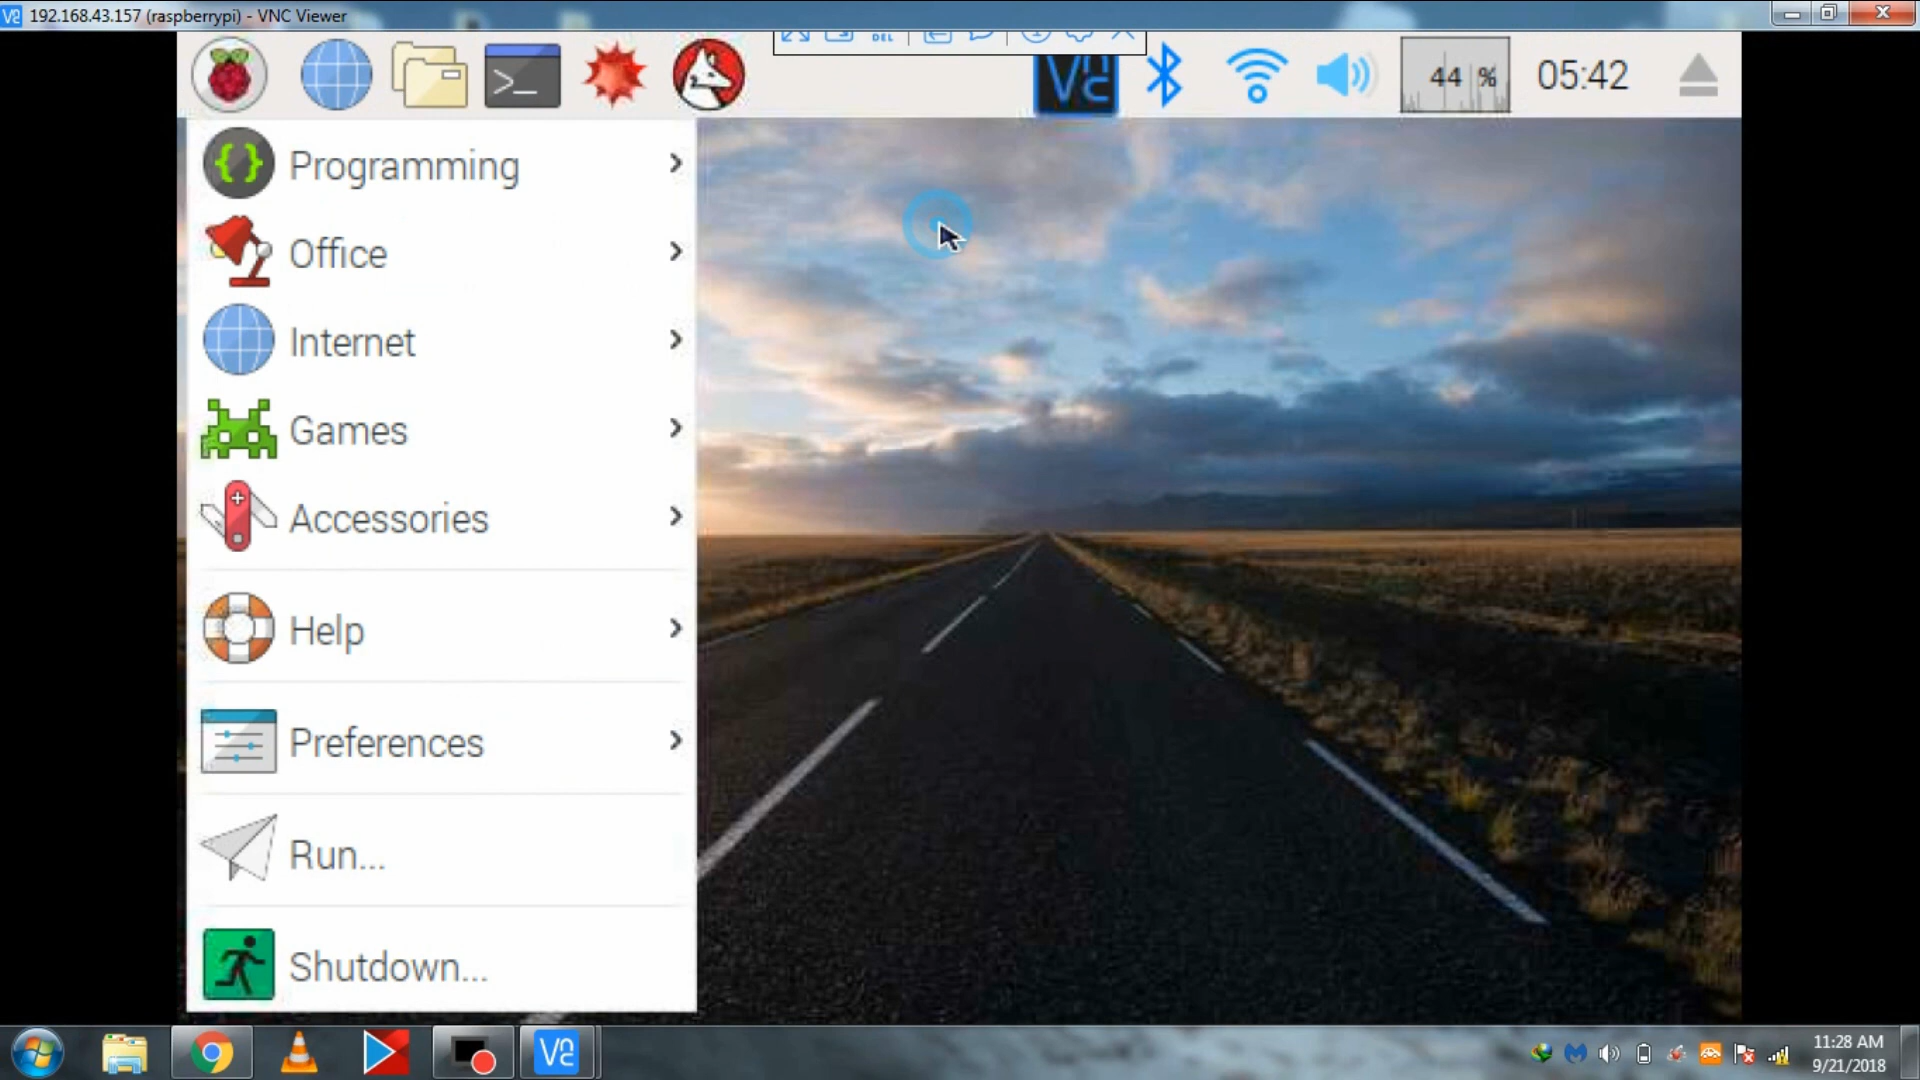 192.168.43.157 (raspberrypi) - VNC Viewer
DEL
>_
44 %
05:42
Programming
Office
Internet
Games
Accessories
Help
Preferences
Run...
Shutdown...
11:28 AM
9/21/2018